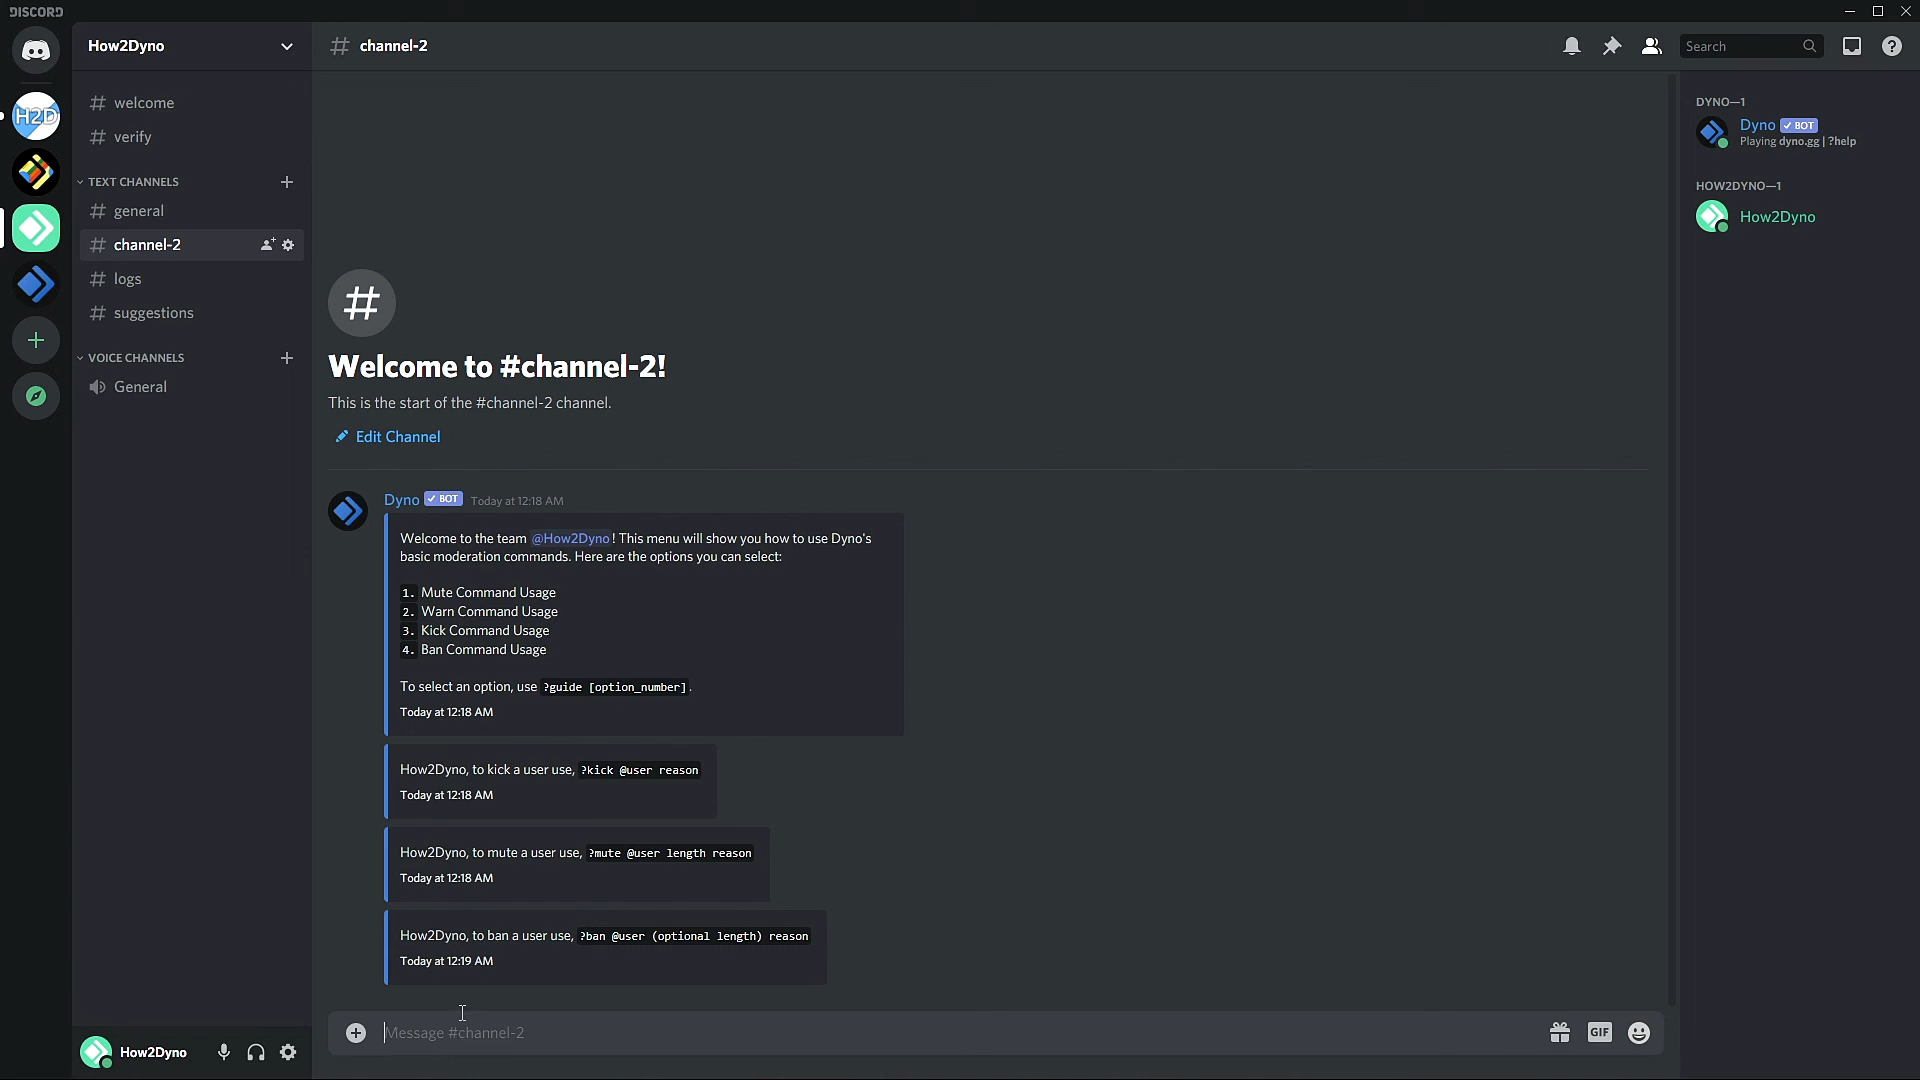 DISCORD
How2Dyno
channel-2
Search
H2D
welcome
verify
TEXT CHANNELS
general
channel-2
logs
suggestions
VOICE CHANNELS
General
Welcome to #channel-2!
This is the start of the #channel-2 channel.
Edit Channel
Dyno BOT Today at 12:18 AM
Welcome to the team @How2Dyno! This menu will show you how to use Dyno's
basic moderation commands. Here are the options you can select:
1. Mute Command Usage
2. Warn Command Usage
3. Kick Command Usage
4. Ban Command Usage
To select an option, use ?guide [option_number].
Today at 12:18 AM
How2Dyno, to kick a user use, ?kick @user reason
Today at 12:18 AM
How2Dyno, to mute a user use, ?mute @user length reason
Today at 12:18 AM
How2Dyno, to ban a user use, ?ban @user (optional length) reason
Today at 12:19 AM
Message #channel-2
GIF
How2Dyno
DYNO—1
Dyno BOT
Playing dyno.gg | ?help
HOW2DYNO—1
How2Dyno